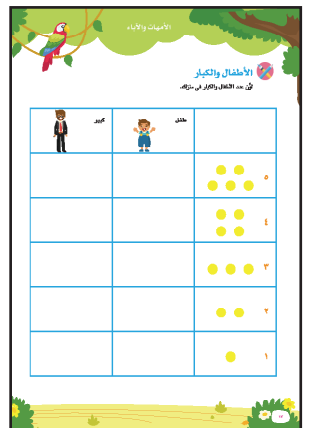 الأمهات والآباء
الأطفال والكبار
لوِّن عدد الأطفال والكبار في منزلك.
طفل
كبير
٥
٤
٣
٢
١